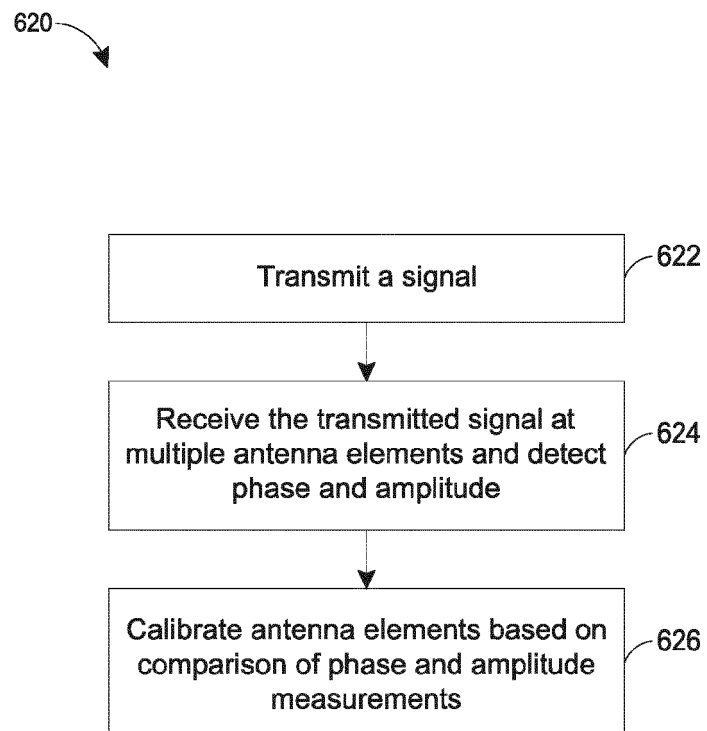 620
Transmit a signal
622
Receive the transmitted signal at
multiple antenna elements and detect
phase and amplitude
624
Calibrate antenna elements based on
comparison of phase and amplitude
measurements
626